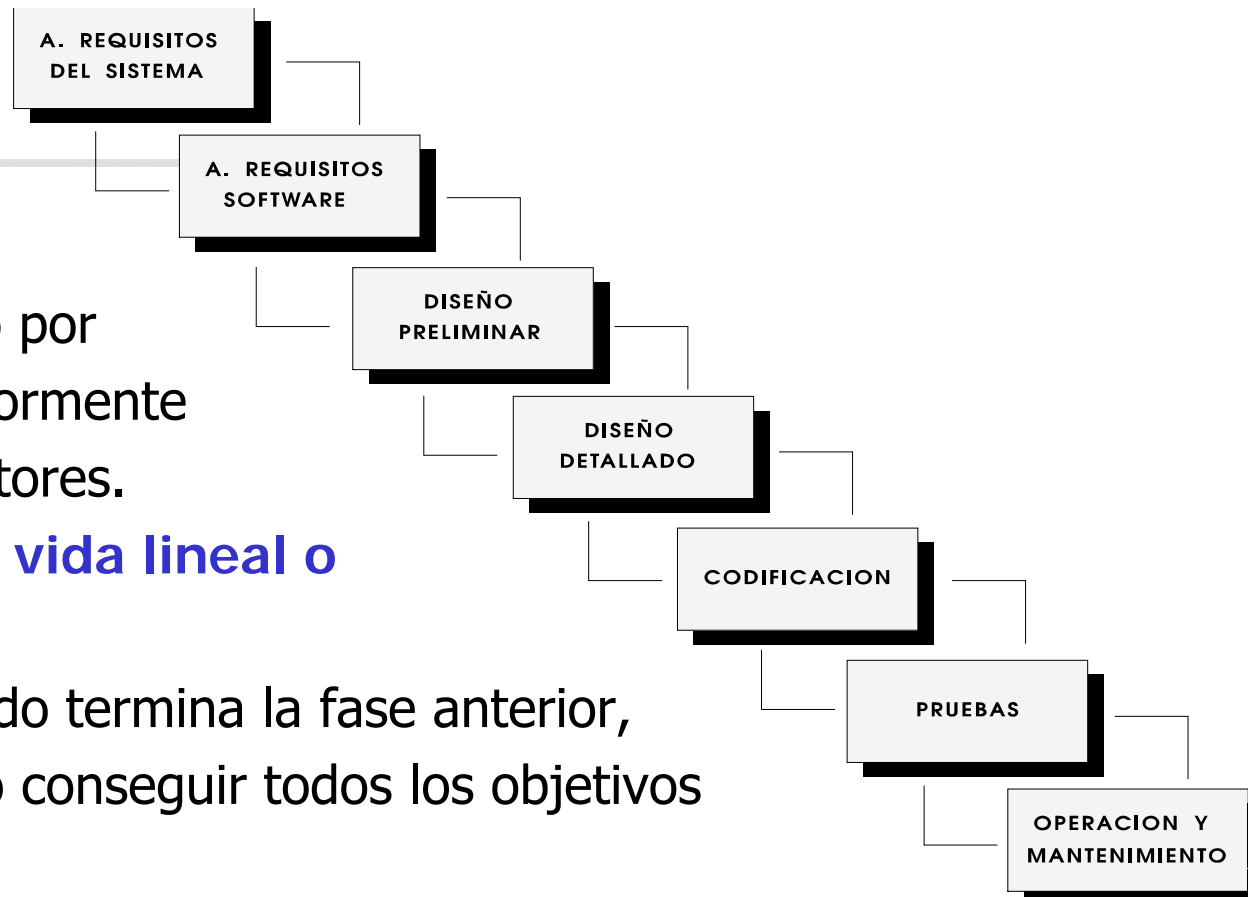 A. REQUISITOS
DEL SISTEMA
A. REQUISITOS
SOFTWARE
DISEÑO
PRELIMINAR
por
ormente
tores.
vida lineal o
DISEÑO
DETALLADO
CODIFICACION
do termina la fase anterior,
o conseguir todos los objetivos
PRUEBAS
OPERACION Y
MANTENIMIENTO